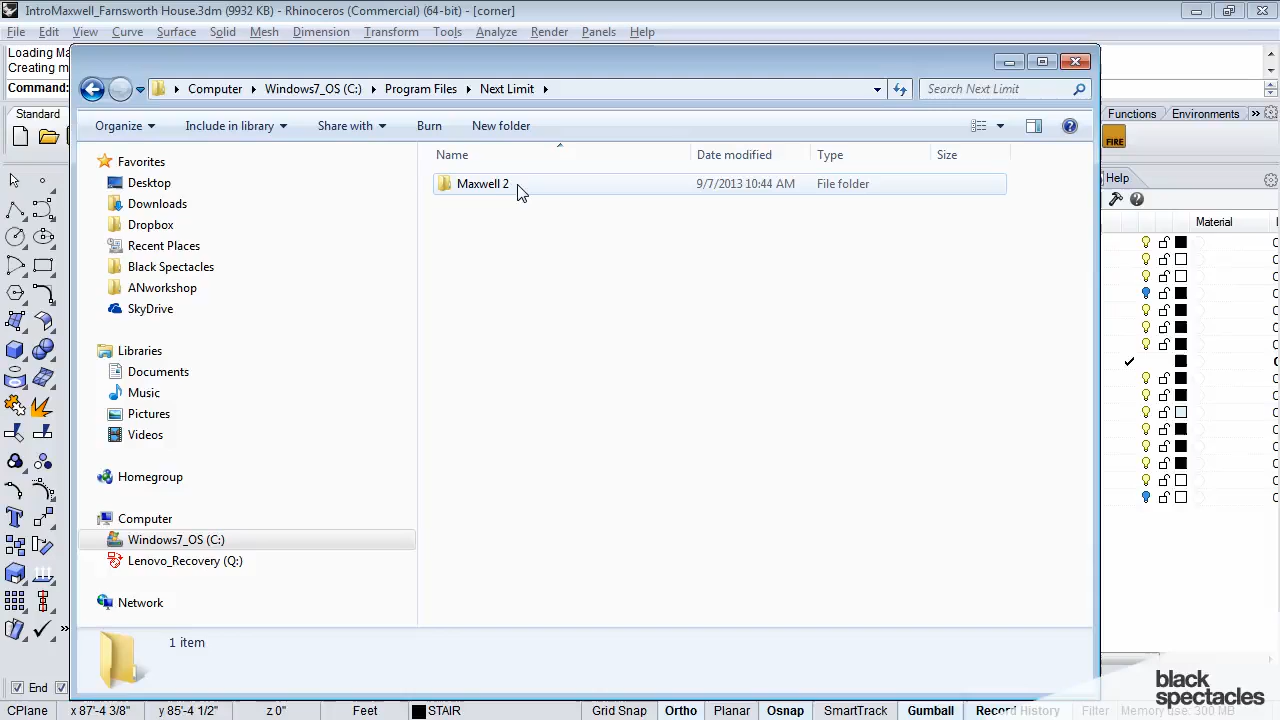 IntroMaxwell_Farnsworth House.3dm (9932 KB) - Rhinoceros (Commercial) (64-bit) - [corner]
File Edit View Curve Surface Solid Mesh Dimension Transform Tools Analyze Render Panels Help
Loading Ma
Creating m
Command:
Standard
Computer Windows7_OS (C:) Program Files Next Limit
Search Next Limit
Organize Include in library Share with Burn New folder
Functions Environments »
FIRE
Help
Material
Name Date modified Type Size
Maxwell 2 9/7/2013 10:44 AM File folder
Favorites
Desktop
Downloads
Dropbox
Recent Places
Black Spectacles
ANworkshop
SkyDrive
Libraries
Documents
Music
Pictures
Videos
Homegroup
Computer
Windows7_OS (C:)
Lenovo_Recovery (Q:)
Network
»
1 item
End
CPlane x 87'-4 3/8" y 85'-4 1/2" z 0" Feet STAIR Grid Snap Ortho Planar Osnap SmartTrack Gumball Record History Filter Memory use: 300 MB
black
spectacles